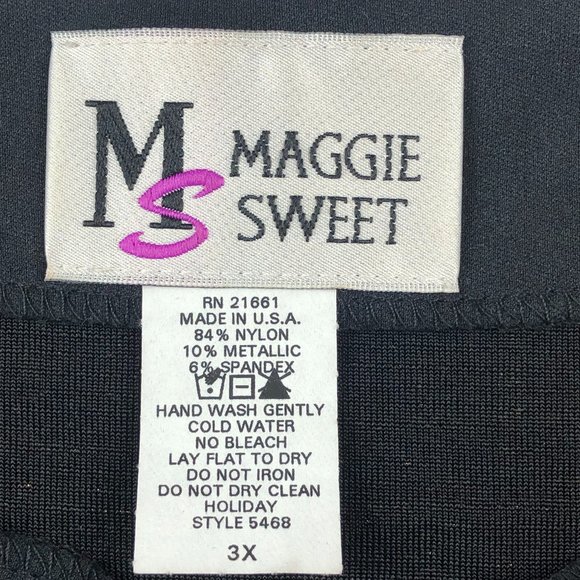 MS
MAGGIE
SWEET
RN 21661
MADE IN U.S.A.
84% NYLON
10% METALLIC
6% SPANDEX
HAND WASH GENTLY
COLD WATER
NO BLEACH
LAY FLAT TO DRY
DO NOT IRON
DO NOT DRY CLEAN
HOLIDAY
STYLE 5468
3X